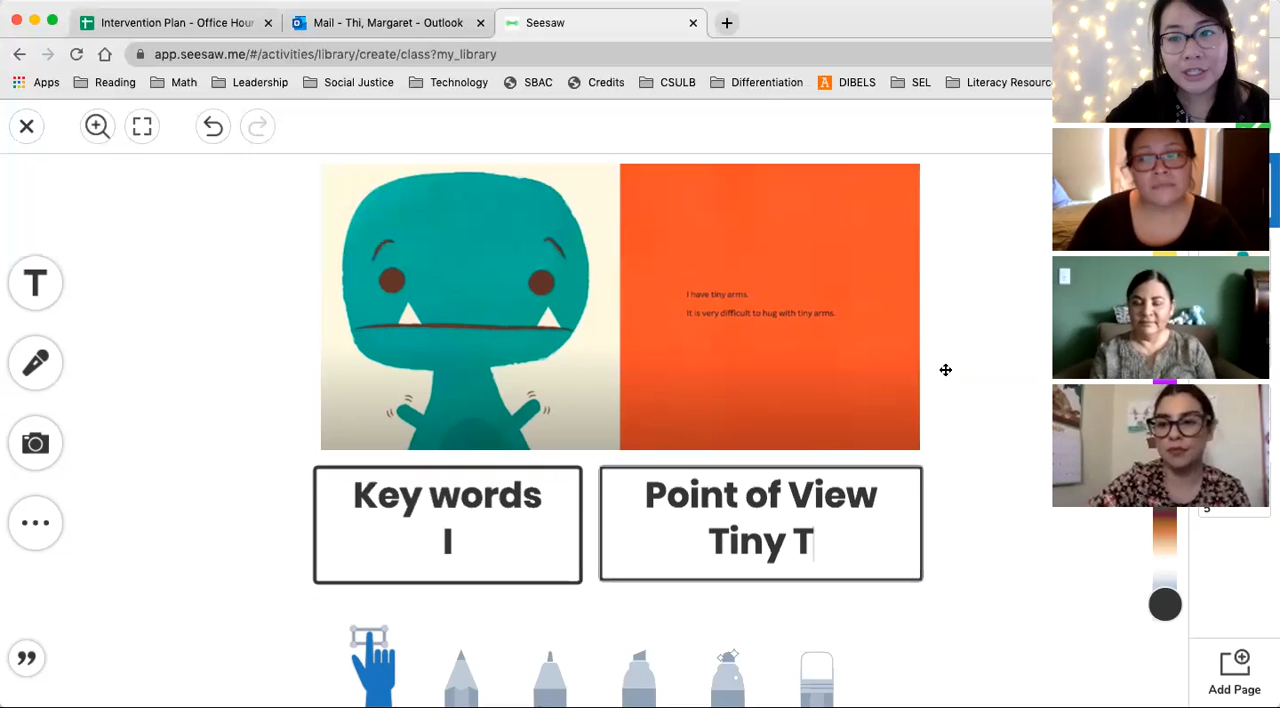 Intervention Plan - Office Hour
Mail - Thi, Margaret - Outlook
Seesaw
app.seesaw.me/#/activities/library/create/class?my_library
Apps Reading Math Leadership Social Justice Technology SBAC Credits CSULB Differentiation DIBELS SEL Literacy Resourc
T
I have tiny arms.
It is very difficult to hug with tiny arms.
Key words
I
Point of View
Tiny T
5
Add Page